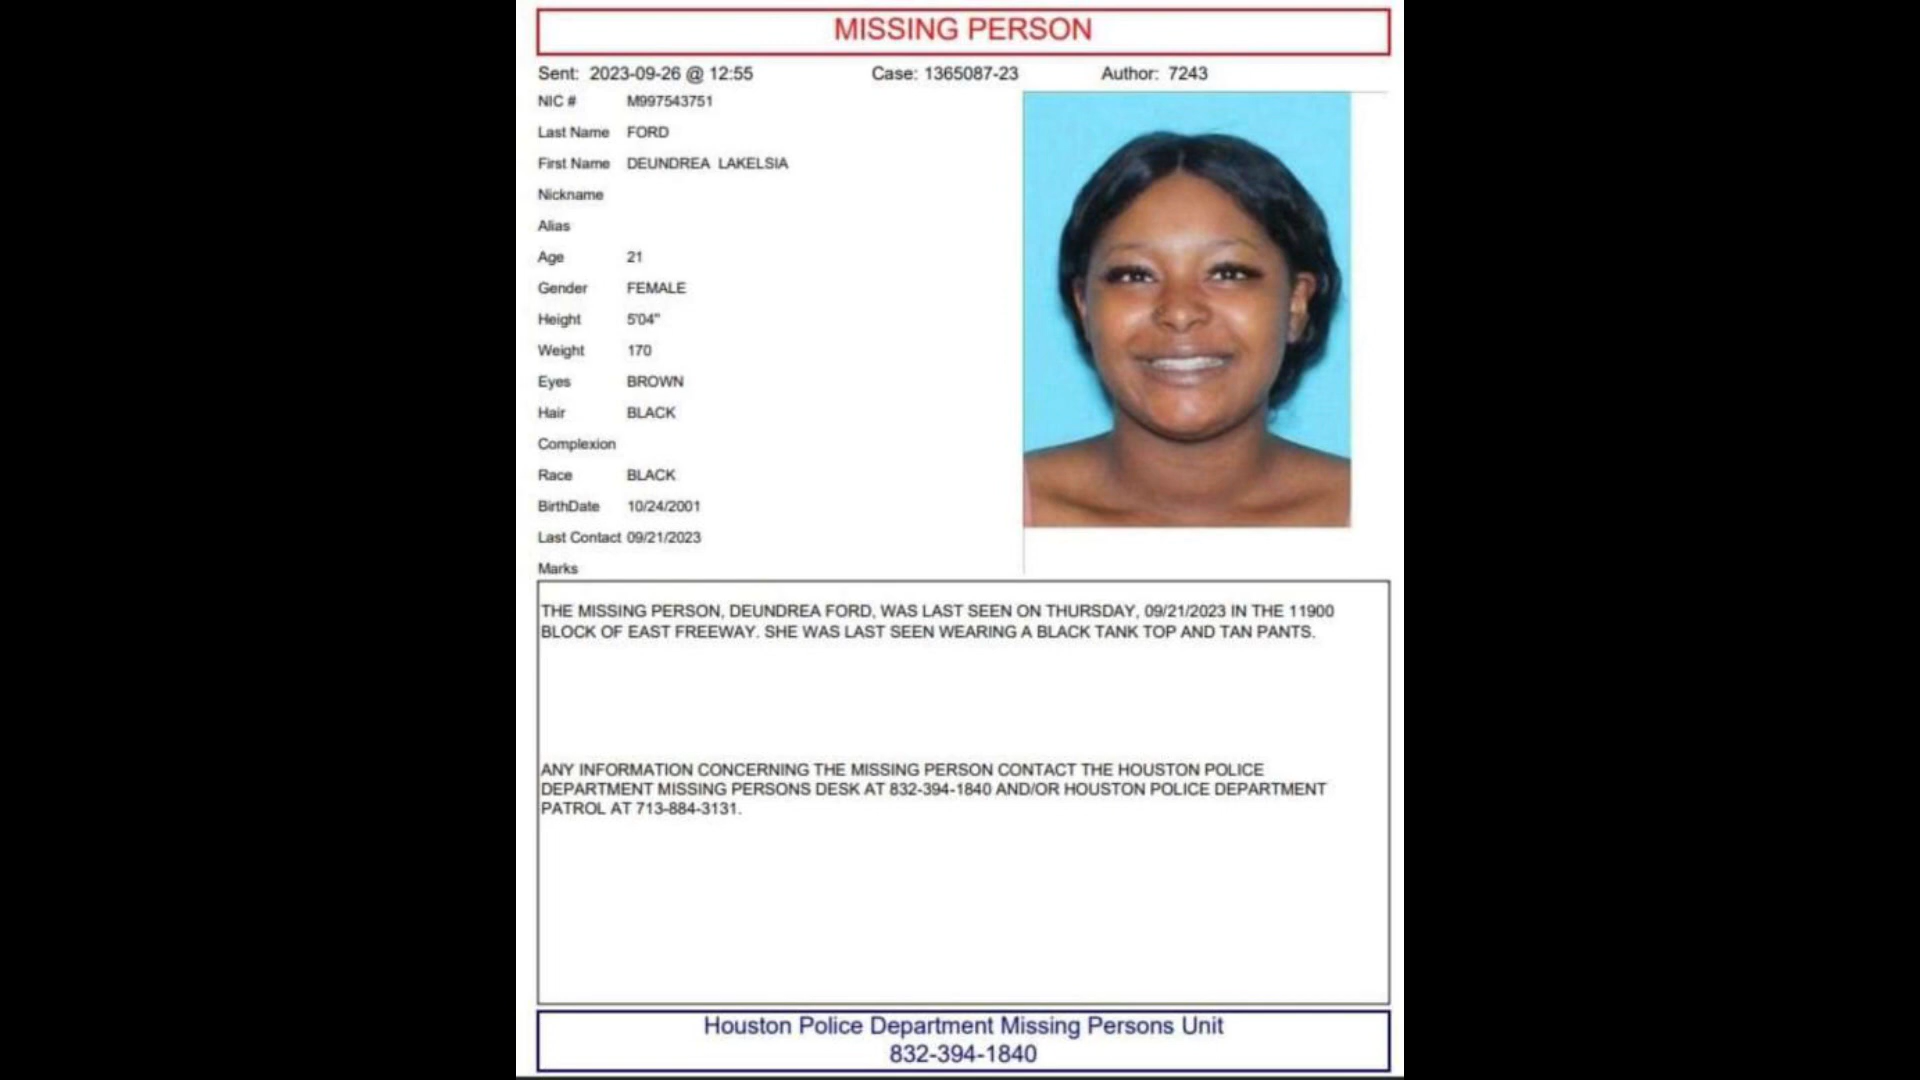 MISSING PERSON
Sent: 2023-09-26 @ 12:55 Case: 1365087-23 Author: 7243
NIC # M997543751
Last Name FORD
First Name DEUNDREA LAKELSIA
Nickname
Alias
Age 21
Gender FEMALE
Height 5'04"
Weight 170
Eyes BROWN
Hair BLACK
Complexion
Race BLACK
BirthDate 10/24/2001
Last Contact 09/21/2023
Marks
THE MISSING PERSON, DEUNDREA FORD, WAS LAST SEEN ON THURSDAY, 09/21/2023 IN THE 11900
BLOCK OF EAST FREEWAY. SHE WAS LAST SEEN WEARING A BLACK TANK TOP AND TAN PANTS.
ANY INFORMATION CONCERNING THE MISSING PERSON CONTACT THE HOUSTON POLICE
DEPARTMENT MISSING PERSONS DESK AT 832-394-1840 AND/OR HOUSTON POLICE DEPARTMENT
PATROL AT 713-884-3131.
Houston Police Department Missing Persons Unit
832-394-1840